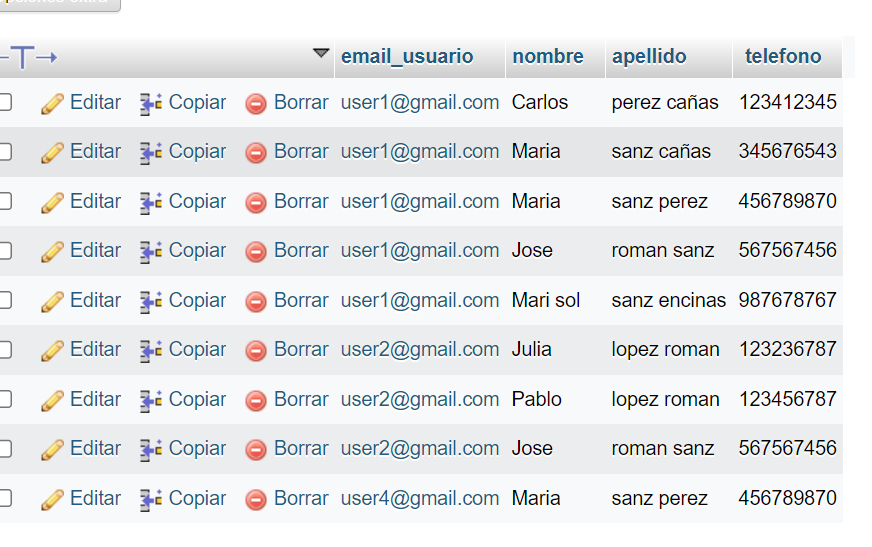 email_usuario nombre apellido telefono
Editar Copiar Borrar user1@gmail.com Carlos perez cañas 123412345
Editar Copiar Borrar user1@gmail.com Maria sanz cañas 345676543
Editar Copiar Borrar user1@gmail.com Maria sanz perez 456789870
Editar Copiar Borrar user1@gmail.com Jose roman sanz 567567456
Editar Copiar Borrar user1@gmail.com Mari sol sanz encinas 987678767
Editar Copiar Borrar user2@gmail.com Julia lopez roman 123236787
Editar Copiar Borrar user2@gmail.com Pablo lopez roman 123456787
Editar Copiar Borrar user2@gmail.com Jose roman sanz 567567456
Editar Copiar Borrar user4@gmail.com Maria sanz perez 456789870